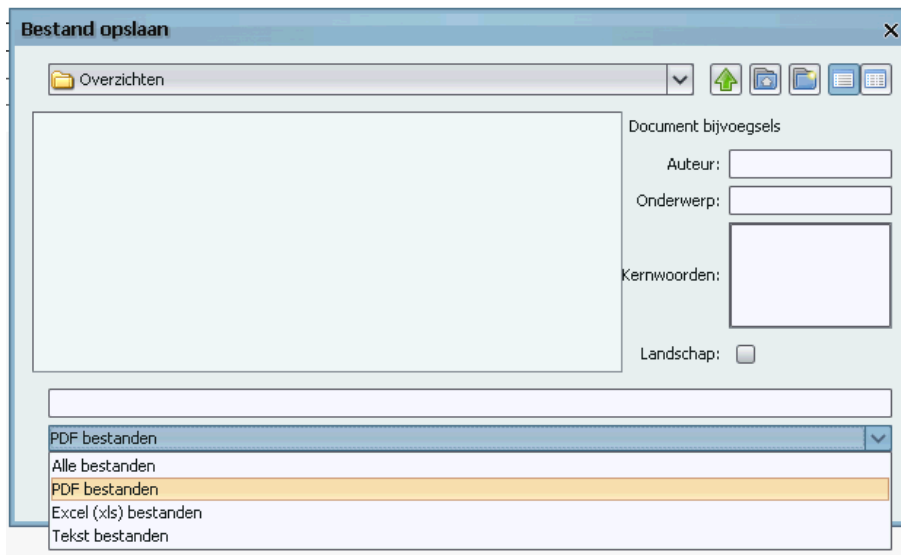 Bestand opslaan
Overzichten
Document bijvoegsels
Auteur:
Onderwerp:
Kernwoorden:
Landschap:
PDF bestanden
Alle bestanden
PDF bestanden
Excel (xls) bestanden
Tekst bestanden